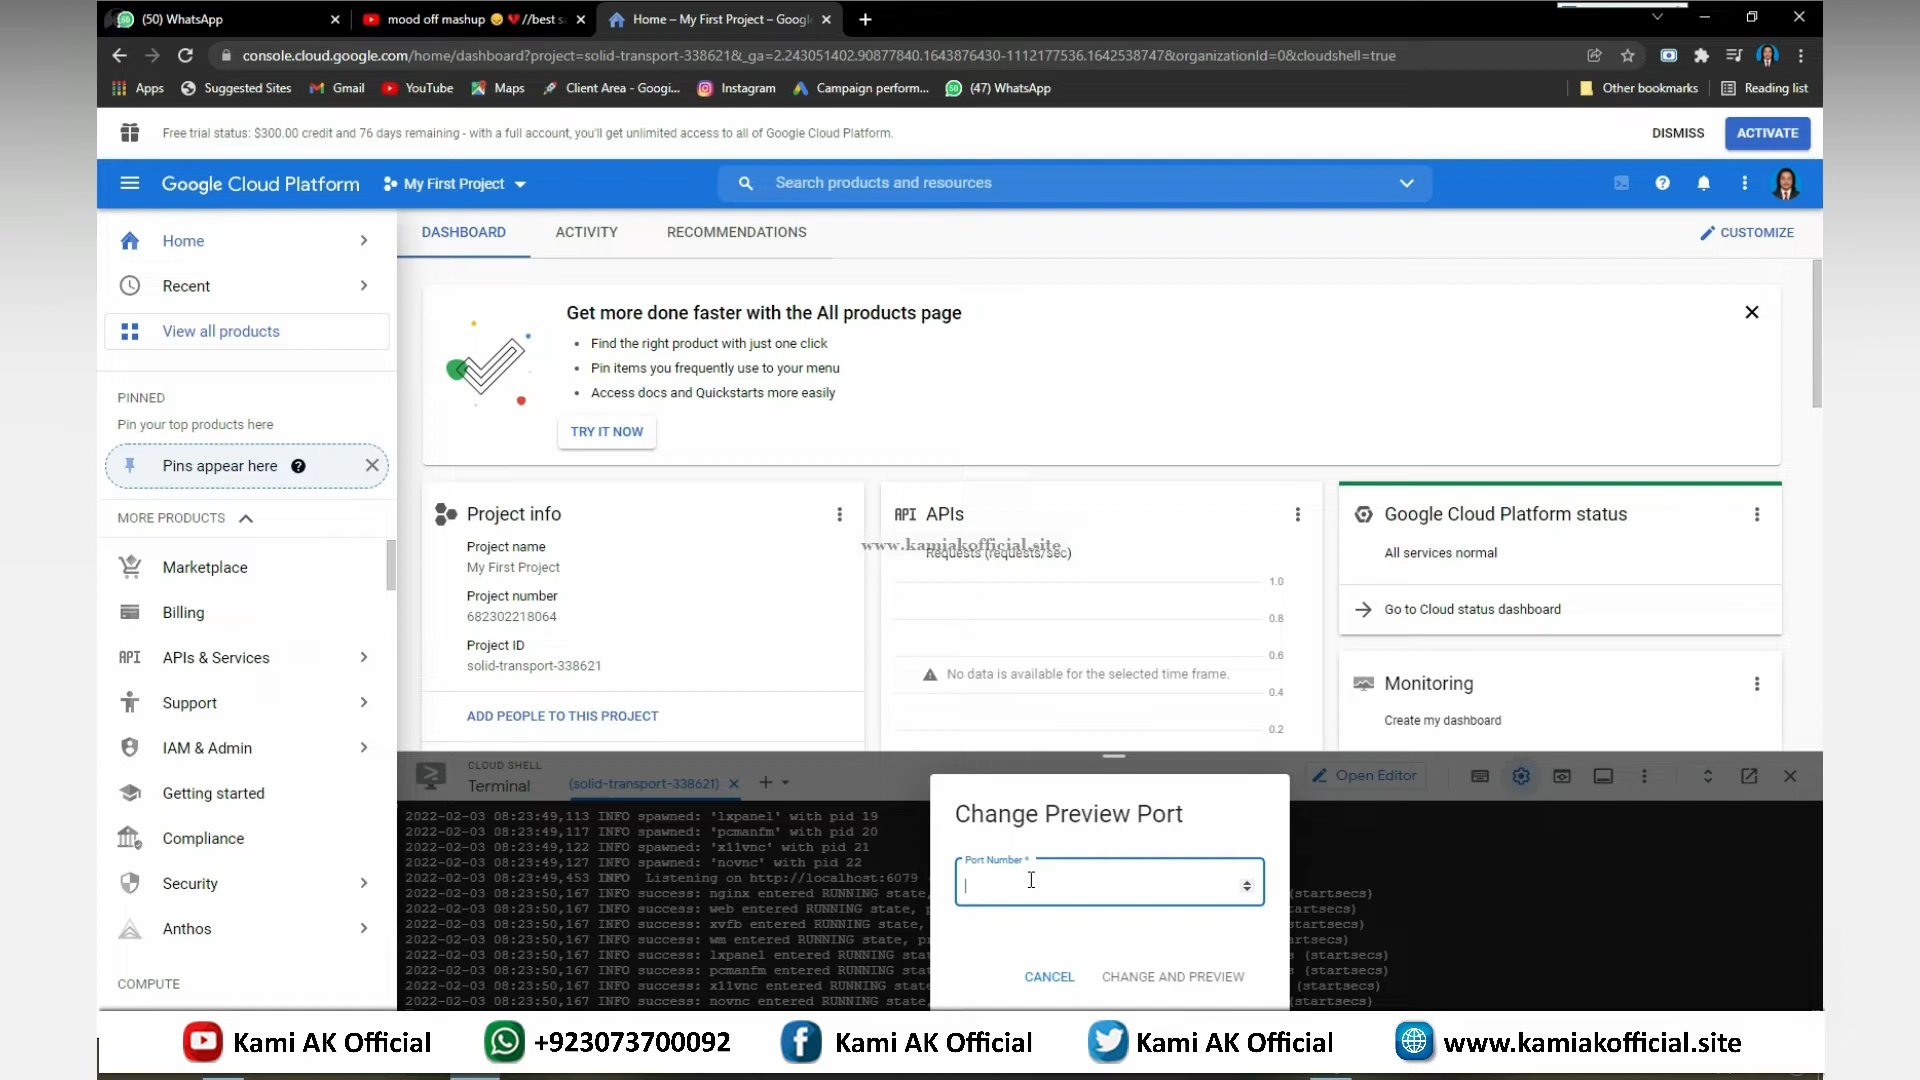 (50) WhatsApp
mood off mashup 😔💔//best s
Home – My First Project – Google
console.cloud.google.com/home/dashboard?project=solid-transport-338621&_ga=2.243051402.90877840.1643876430-1112177536.1642538747&organizationId=0&cloudshell=true
Apps Suggested Sites Gmail YouTube Maps Client Area - Googi... Instagram Campaign perform... (47) WhatsApp Other bookmarks Reading list
Free trial status: $300.00 credit and 76 days remaining - with a full account, you'll get unlimited access to all of Google Cloud Platform.
DISMISS ACTIVATE
Google Cloud Platform My First Project Search products and resources
Home
Recent
View all products
PINNED
Pin your top products here
Pins appear here
MORE PRODUCTS
Marketplace
Billing
API APIs & Services
Support
IAM & Admin
Getting started
Compliance
Security
Anthos
COMPUTE
DASHBOARD ACTIVITY RECOMMENDATIONS CUSTOMIZE
Get more done faster with the All products page
• Find the right product with just one click
• Pin items you frequently use to your menu
• Access docs and Quickstarts more easily
TRY IT NOW
Project info
Project name
My First Project
Project number
682302218064
Project ID
solid-transport-338621
ADD PEOPLE TO THIS PROJECT
API APIs
www.kamiakofficial.site
Requests (requests/sec)
1.0
0.8
0.6
No data is available for the selected time frame.
0.4
0.2
Google Cloud Platform status
All services normal
Go to Cloud status dashboard
Monitoring
Create my dashboard
CLOUD SHELL
Terminal (solid-transport-338621) Open Editor
2022-02-03 08:23:49,113 INFO spawned: 'lxpanel' with pid 19
2022-02-03 08:23:49,117 INFO spawned: 'pcmanfm' with pid 20
2022-02-03 08:23:49,122 INFO spawned: 'x11vnc' with pid 21
2022-02-03 08:23:49,127 INFO spawned: 'novnc' with pid 22
2022-02-03 08:23:49,453 INFO Listening on http://localhost:6079
2022-02-03 08:23:50,167 INFO success: nginx entered RUNNING state, (startsecs)
2022-02-03 08:23:50,167 INFO success: web entered RUNNING state, p artsecs)
2022-02-03 08:23:50,167 INFO success: xvfb entered RUNNING state, (startsecs)
2022-02-03 08:23:50,167 INFO success: wm entered RUNNING state, pr rtsecs)
2022-02-03 08:23:50,167 INFO success: lxpanel entered RUNNING stat s (startsecs)
2022-02-03 08:23:50,167 INFO success: pcmanfm entered RUNNING stat s (startsecs)
2022-02-03 08:23:50,167 INFO success: x11vnc entered RUNNING state (startsecs)
2022-02-03 08:23:50,167 INFO success: novnc entered RUNNING state, (startsecs)
Change Preview Port
Port Number *
CANCEL CHANGE AND PREVIEW
Kami AK Official +923073700092 Kami AK Official Kami AK Official www.kamiakofficial.site